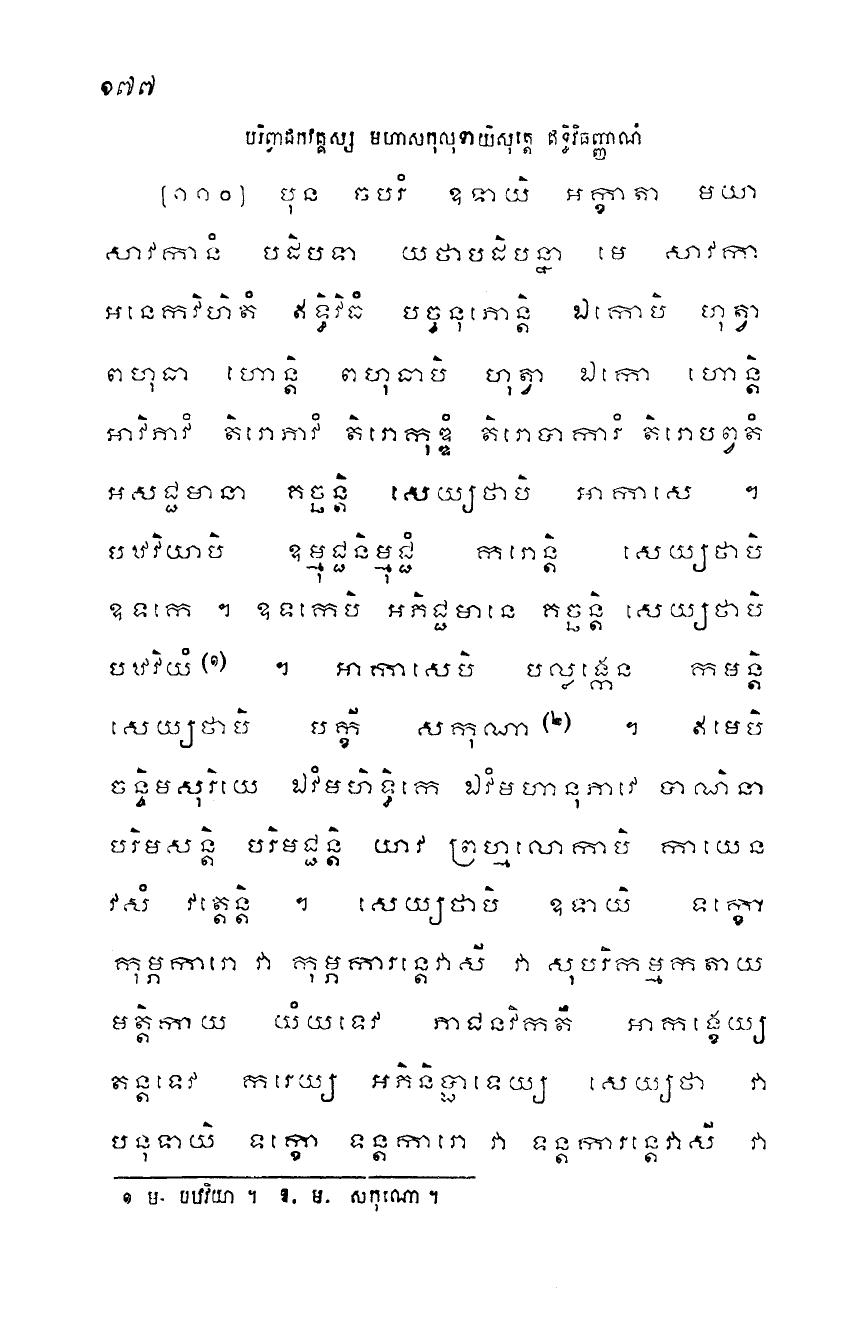 ១៧៧
បរិព្វាជកវគ្គស្ស មហាសកុលុទាយិសុត្តេ ឥទ្ធិវិធញ្ញាណំ
[១១០] បុន ចបរំ ឧទាយិ អក្ខាតា មយា
សាវកានំ បដិបទា យថាបដិបន្នា មេ សាវកា
អនេកវិហិតំ ឥទ្ធិវិធំ បច្ចនុភោន្តិ ឯកោបិ ហុត្វា
ពហុធា ហោន្តិ ពហុធាបិ ហុត្វា ឯកោ ហោន្តិ
អាវិភាវំ តិរោភាវំ តិរោកុឌ្ឌំ តិរោបាការំ តិរោបព្វតំ
អសជ្ជមានា គច្ឆន្តិ សេយ្យថាបិ អាកាសេ ។
បឋវិយាបិ ឧម្មុជ្ជនិម្មុជ្ជំ ករោន្តិ សេយ្យថាបិ
ឧទកេ ។ ឧទកេបិ អភិជ្ជមានេ គច្ឆន្តិ សេយ្យថាបិ
បឋវិយំ (១) ។ អាកាសេបិ បល្លង្កេន កមន្តិ
សេយ្យថាបិ បក្ខី សកុណា (២) ។ ឥមេបិ
ចន្ទិមសុរិយេ ឯវំមហិទ្ធិកេ ឯវំមហានុភាវេ បាណិនា
បរិមសន្តិ បរិមជ្ជន្តិ យាវ ព្រហ្មលោកាបិ កាយេន
វសំ វត្តេន្តិ ។ សេយ្យថាបិ ឧទាយិ ទក្ខោ
កុម្ភការោ វា កុម្ភការន្តេវាសី វា សុបរិកម្មកតាយ
មត្តិកាយ យំយទេវ ភាជនវិកតឹ អាកង្ខេយ្យ
តន្តទេវ ករេយ្យ អភិនិប្ផាទេយ្យ សេយ្យថា វា
បនុទាយិ ទក្ខោ ទន្តការោ វា ទន្តការន្តេវាសី វា
១ ម. បឋវិយា ។ ២. ម. សកុណោ ។